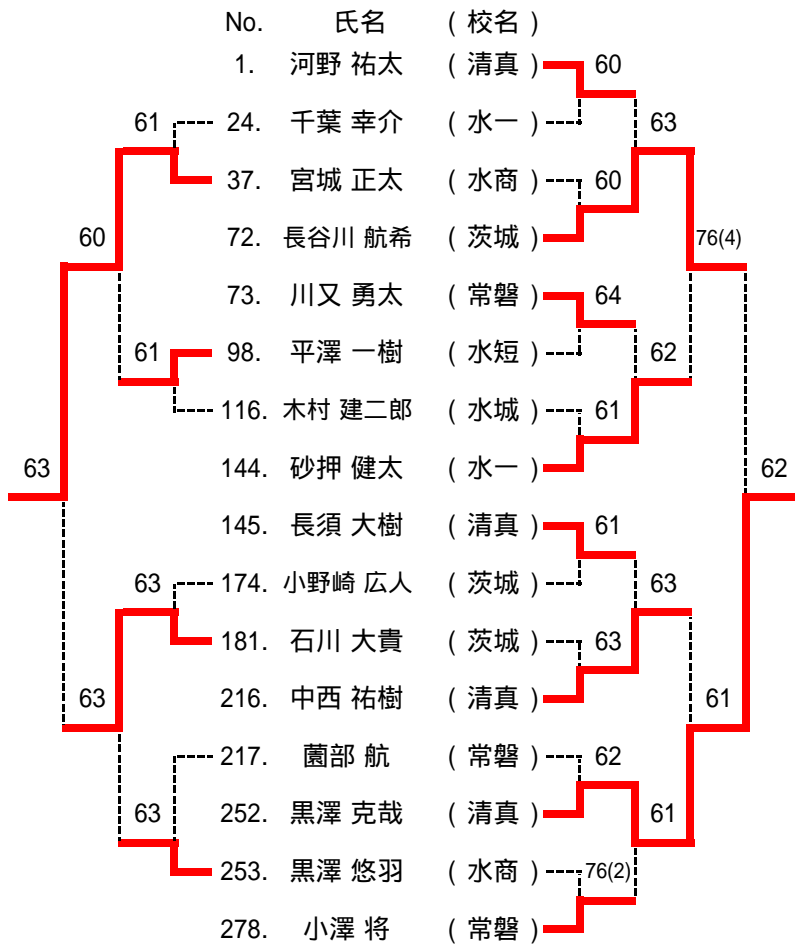 No. 氏名 ( 校名 )
1. 河野 祐太 ( 清真 ) 60
61 24. 千葉 幸介 ( 水一 ) 63
37. 宮城 正太 ( 水商 ) 60
60 72. 長谷川 航希 ( 茨城 ) 76(4)
73. 川又 勇太 ( 常磐 ) 64
61 98. 平澤 一樹 ( 水短 ) 62
116. 木村 建二郎 ( 水城 ) 61
63 144. 砂押 健太 ( 水一 ) 62
145. 長須 大樹 ( 清真 ) 61
63 174. 小野崎 広人 ( 茨城 ) 63
181. 石川 大貴 ( 茨城 ) 63
63 216. 中西 祐樹 ( 清真 ) 61
217. 薗部 航 ( 常磐 ) 62
63 252. 黒澤 克哉 ( 清真 ) 61
253. 黒澤 悠羽 ( 水商 ) 76(2)
278. 小澤 将 ( 常磐 )